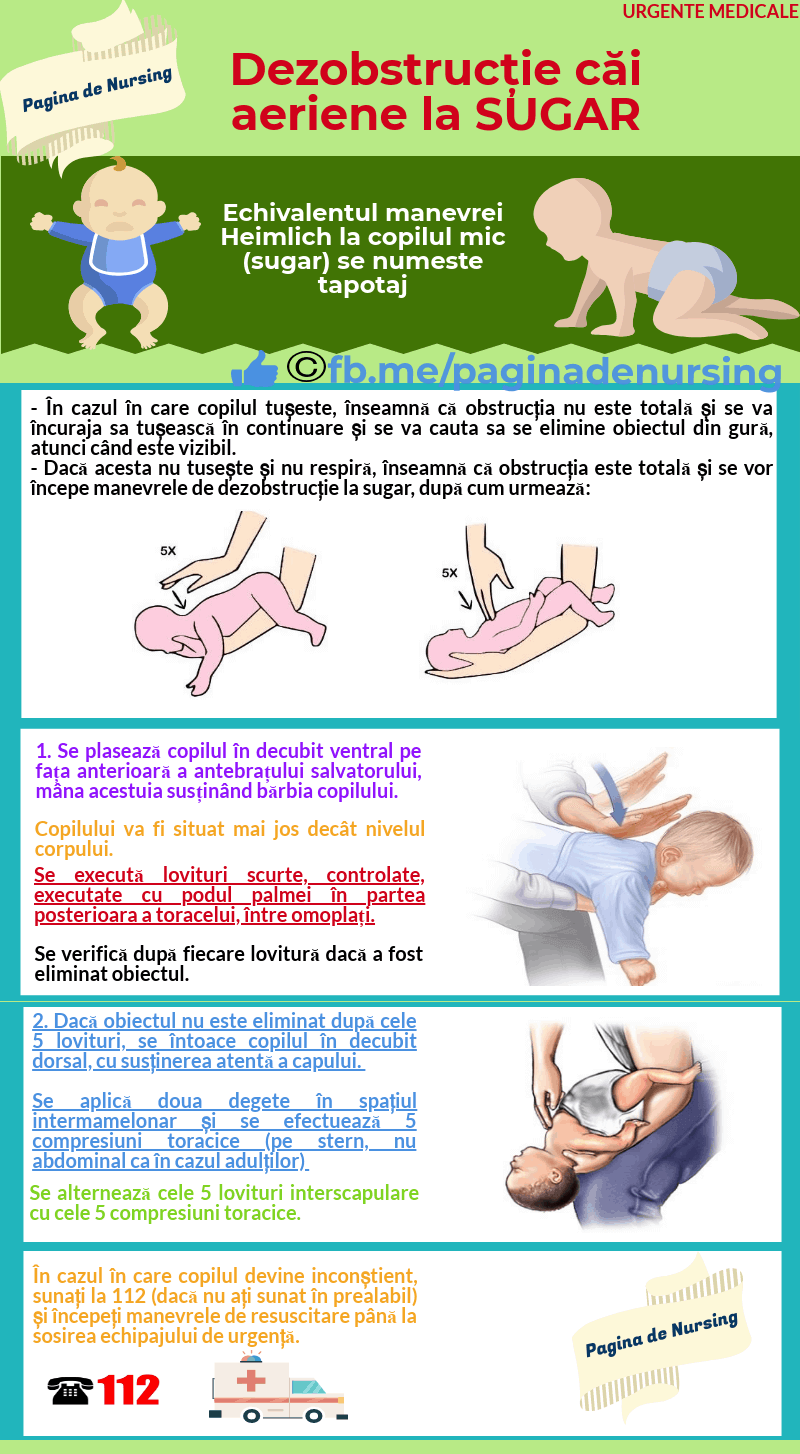 URGENTE MEDICALE
Pagina de Nursing
Dezobstrucție căi
aeriene la SUGAR
Echivalentul manevrei
Heimlich la copilul mic
(sugar) se numeste
tapotaj
©fb.me/paginadenursing
- În cazul în care copilul tușeste, înseamnă că obstrucția nu este totală și se va
încuraja sa tușească în continuare și se va cauta sa se elimine obiectul din gură,
atunci când este vizibil.
- Dacă acesta nu tusește și nu respiră, înseamnă că obstrucția este totală și se vor
începe manevrele de dezobstrucție la sugar, după cum urmează:
5X
5X
1. Se plasează copilul în decubit ventral pe
fața anterioară a antebrațului salvatorului,
mâna acestuia susținând bărbia copilului.
Copilului va fi situat mai jos decât nivelul
corpului.
Se execută lovituri scurte, controlate,
executate cu podul palmei în partea
posterioara a toracelui, între omoplați.
Se verifică după fiecare lovitură dacă a fost
eliminat obiectul.
2. Dacă obiectul nu este eliminat după cele
5 lovituri, se întoace copilul în decubit
dorsal, cu susținerea atentă a capului.
Se aplică doua degete în spațiul
intermamelonar și se efectuează 5
compresiuni toracice (pe stern, nu
abdominal ca în cazul adulților)
Se alternează cele 5 lovituri interscapulare
cu cele 5 compresiuni toracice.
În cazul în care copilul devine inconștient,
sunați la 112 (dacă nu ați sunat în prealabil)
și începeți manevrele de resuscitare până la
sosirea echipajului de urgență.
Pagina de Nursing
112